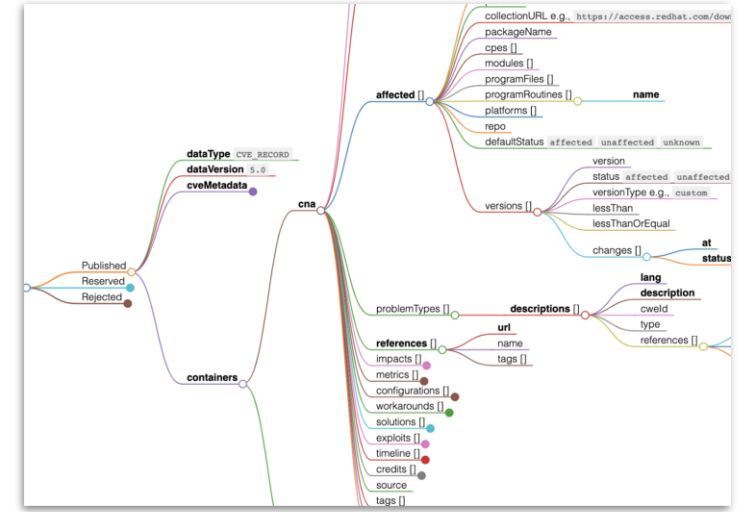 collectionURL e.g., https://access.redhat.com/dow
packageName
cpes []
modules []
programFiles []
affected []
programRoutines []
name
platforms []
repo
defaultStatus affected unaffected unknown
version
status affected unaffected
versionType e.g., custom
versions []
lessThan
lessThanOrEqual
changes []
at
status
dataType CVE_RECORD
dataVersion 5.0
cveMetadata
cna
Published
Reserved
Rejected
containers
problemTypes []
descriptions []
lang
description
cweId
type
references []
references []
url
name
tags []
impacts []
metrics []
configurations []
workarounds []
solutions []
exploits []
timeline []
credits []
source
tags []